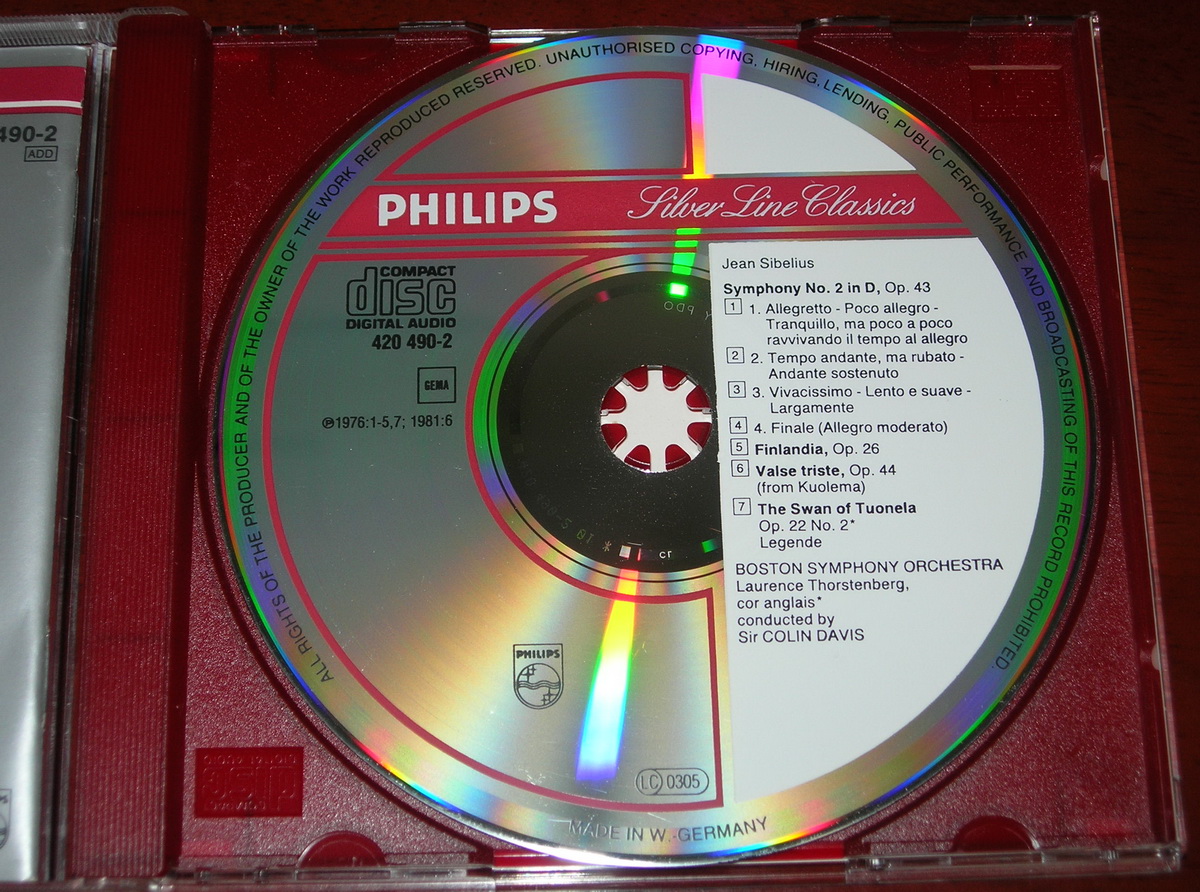 490-2
ADD
ALL RIGHTS OF THE PRODUCER AND OF THE OWNER OF THE WORK REPRODUCED RESERVED. UNAUTHORISED COPYING, HIRING, LENDING, PUBLIC PERFORMANCE AND BROADCASTING OF THIS RECORD PROHIBITED.
PHILIPS
Silver Line Classics
COMPACT
disc
DIGITAL AUDIO
420 490-2
GEMA
℗1976:1-5,7; 1981:6
Jean Sibelius
Symphony No. 2 in D, Op. 43
1 1. Allegretto - Poco allegro -
Tranquillo, ma poco a poco
ravvivando il tempo al allegro
2 2. Tempo andante, ma rubato -
Andante sostenuto
3 3. Vivacissimo - Lento e suave -
Largamente
4 4. Finale (Allegro moderato)
5 Finlandia, Op. 26
6 Valse triste, Op. 44
(from Kuolema)
7 The Swan of Tuonela
Op. 22 No. 2*
Legende
BOSTON SYMPHONY ORCHESTRA
Laurence Thorstenberg,
cor anglais*
conducted by
Sir COLIN DAVIS
PHILIPS
LC 0305
MADE IN W.-GERMANY